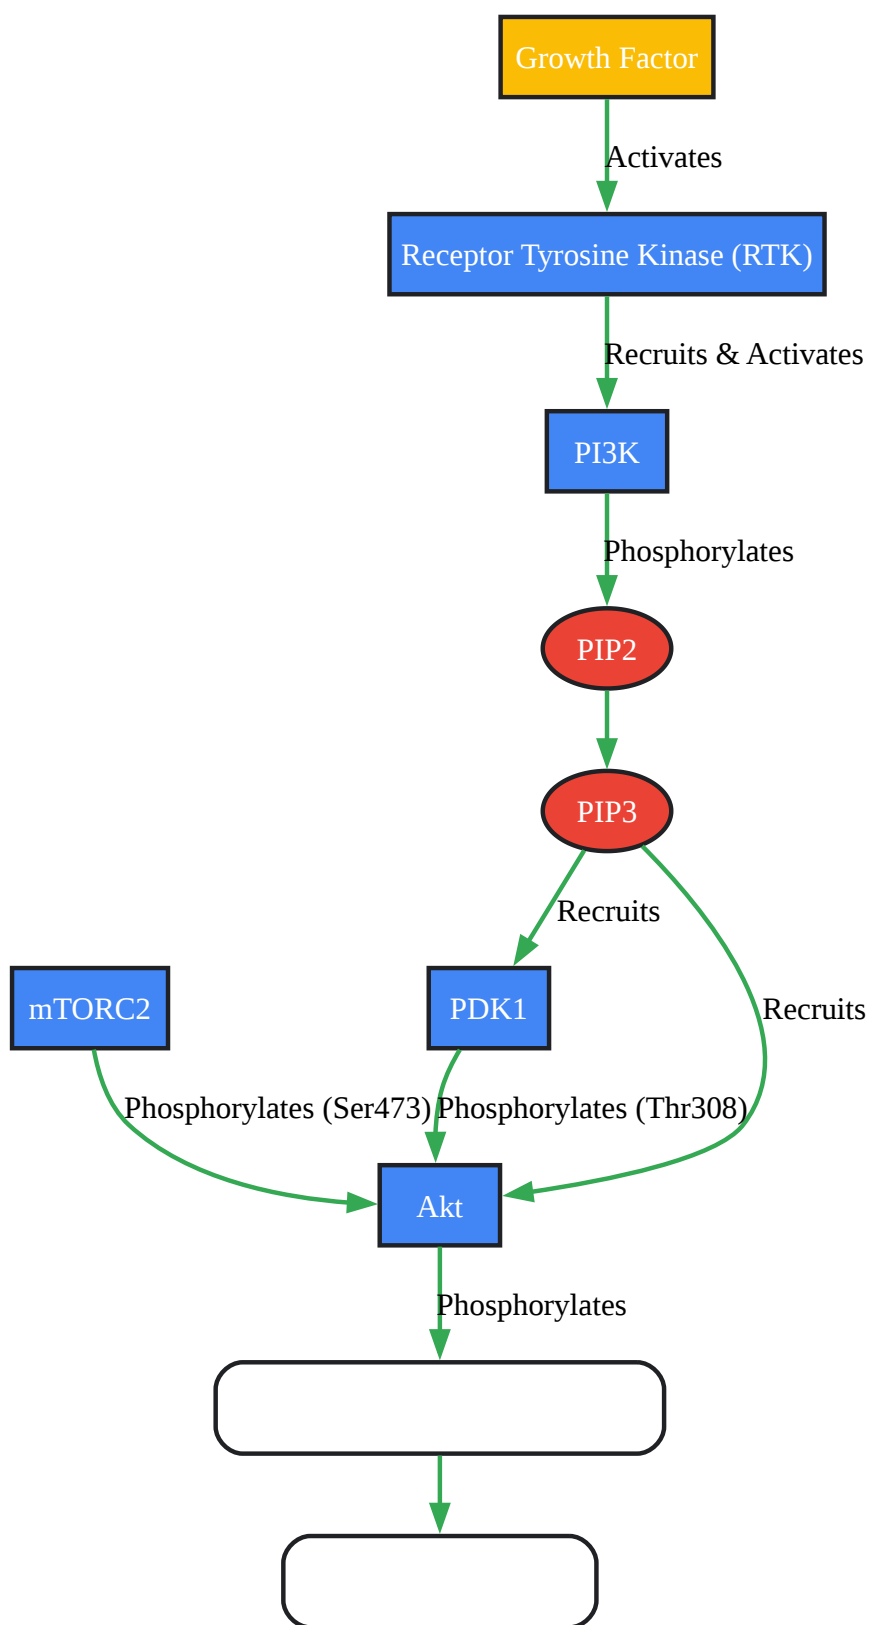 Growth Factor
Activates
Receptor Tyrosine Kinase (RTK)
Recruits & Activates
PI3K
Phosphorylates
PIP2
PIP3
Recruits
mTORC2
PDK1
Recruits
Phosphorylates (Ser473)
Phosphorylates (Thr308)
Akt
Phosphorylates